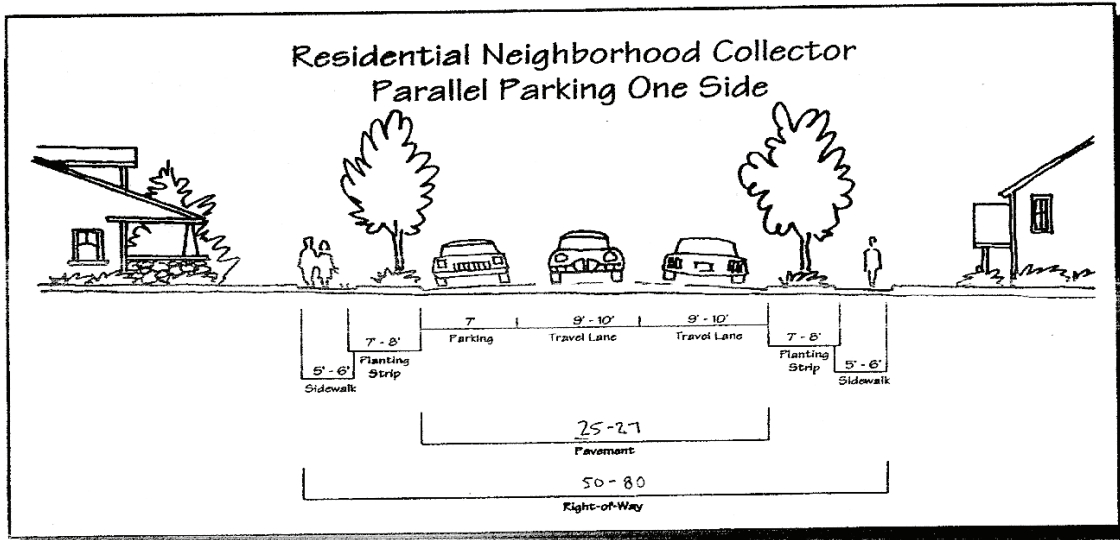 Residential Neighborhood Collector
Parallel Parking One Side
7' 9' - 10' 9' - 10'
Parking Travel Lane Travel Lane
7' - 8' 7' - 8'
Planting Planting
Strip Strip
5' - 6' 5' - 6'
Sidewalk Sidewalk
25-27
Pavement
50-80
Right-of-Way